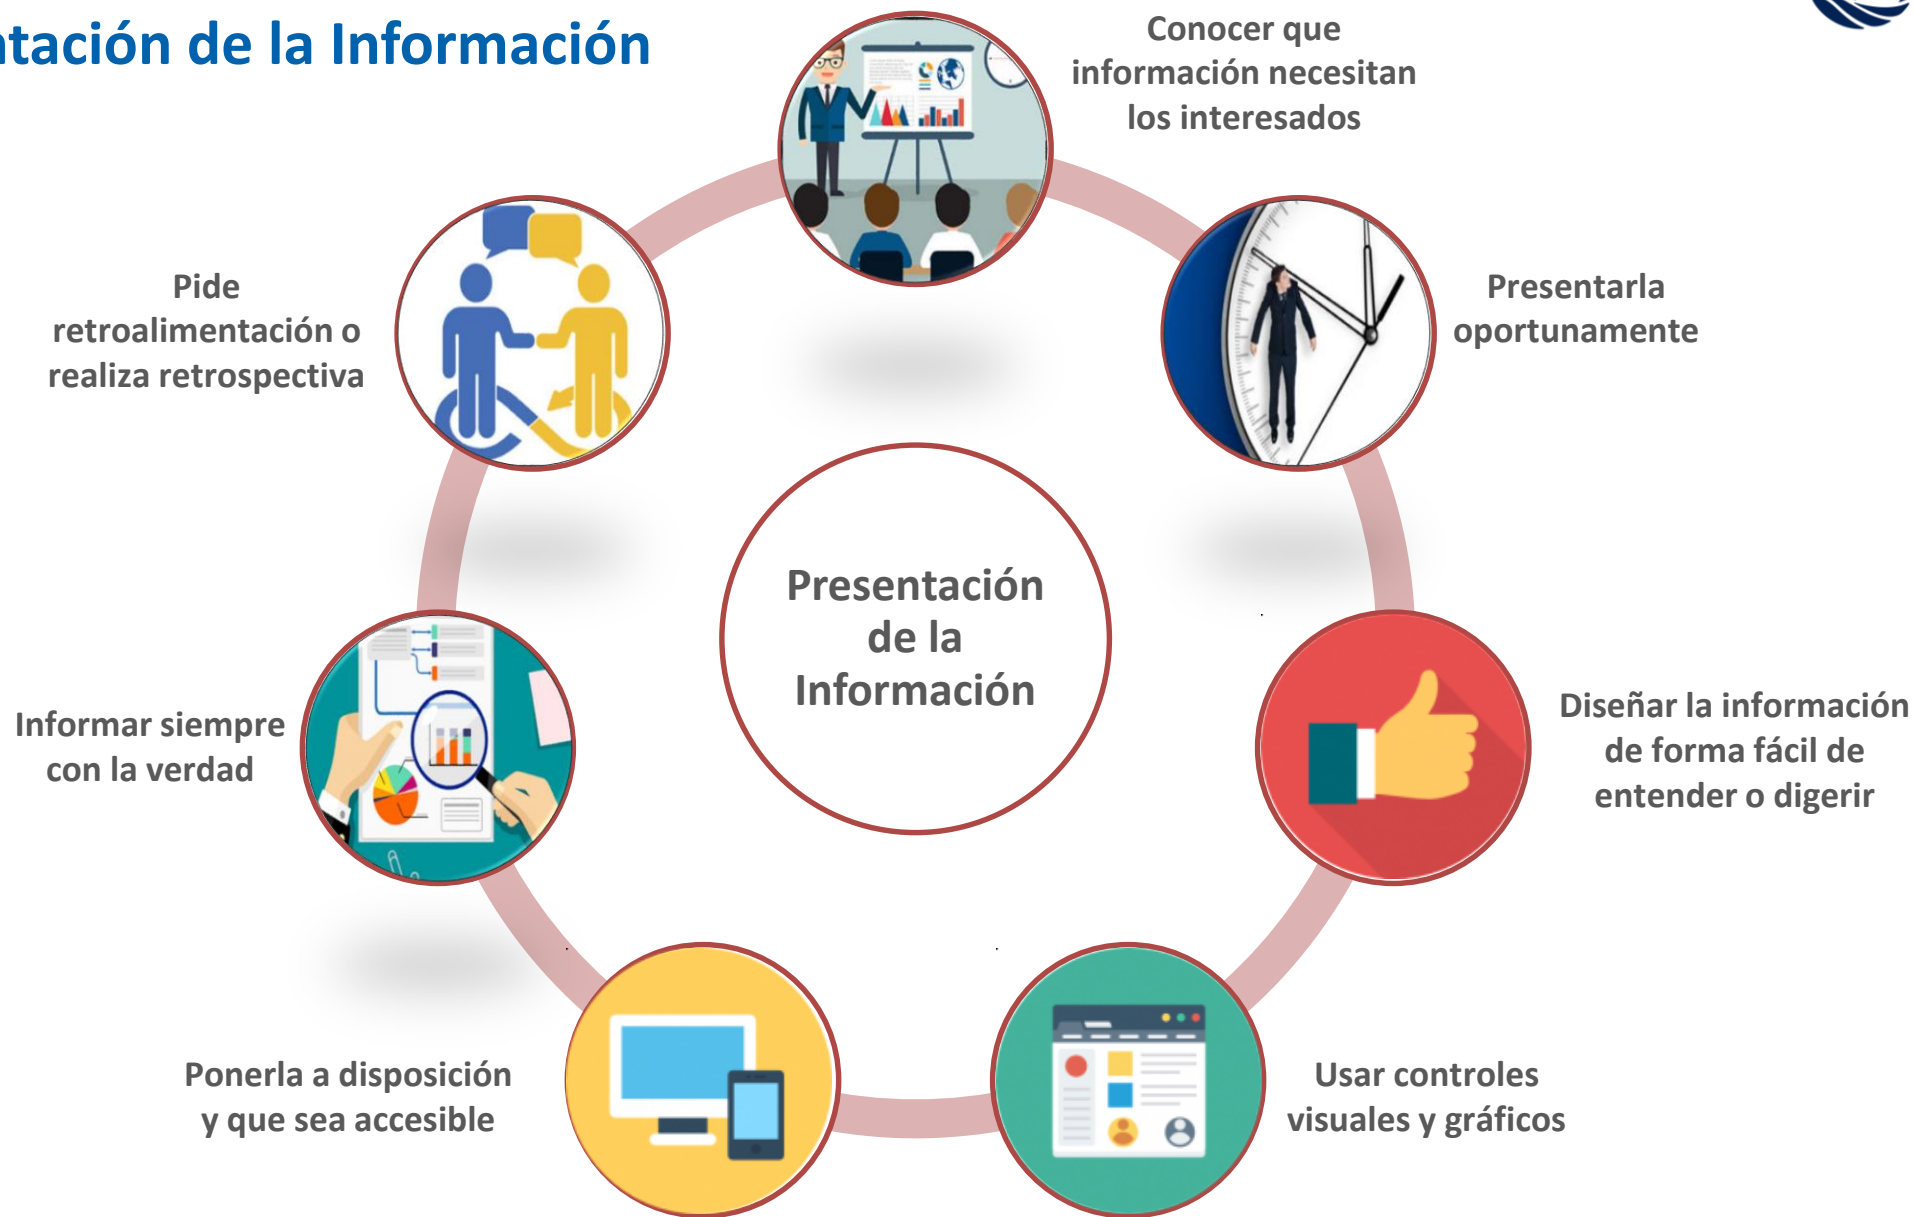 ntación de la Información
Conocer que
información necesitan
los interesados
Presentarla
oportunamente
Diseñar la información
de forma fácil de
entender o digerir
Usar controles
visuales y gráficos
Ponerla a disposición
y que sea accesible
Informar siempre
con la verdad
Pide
retroalimentación o
realiza retrospectiva
Presentación
de la
Información